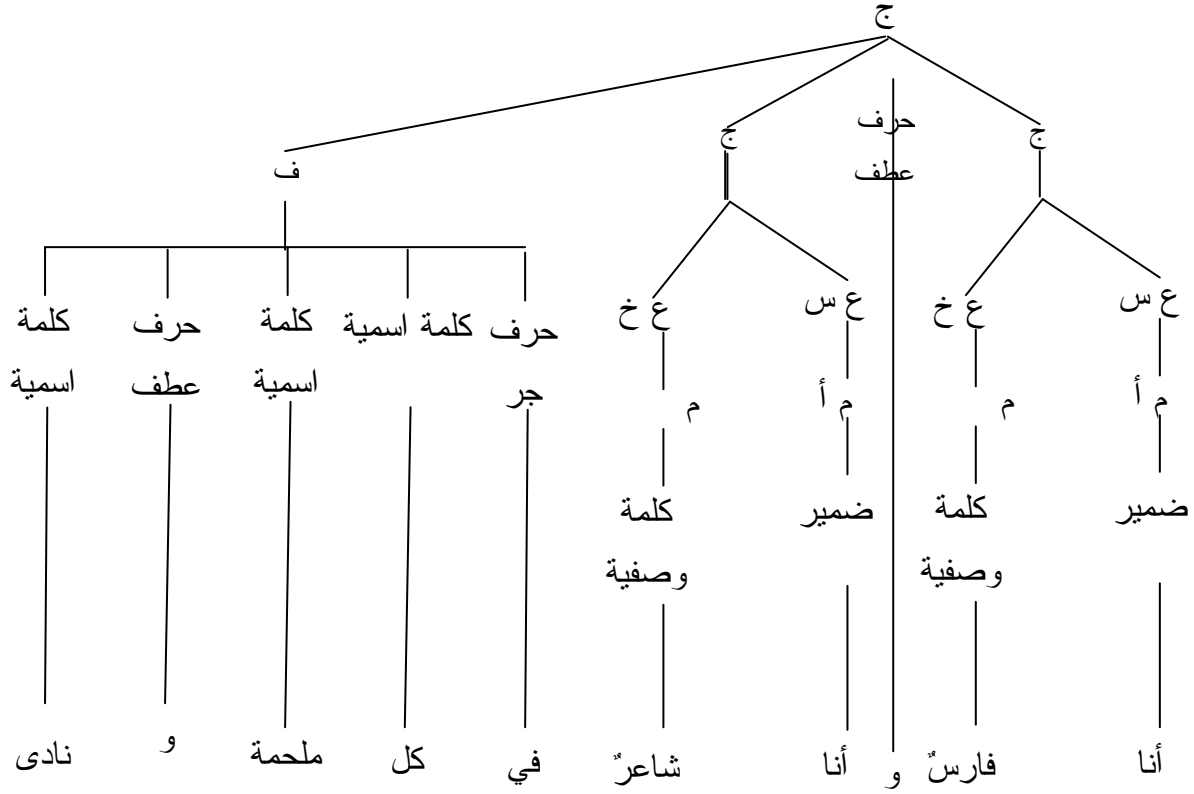 ج
ج حرف ج
عطف
ف
ع س ع خ ع س ع خ حرف كلمة اسمية كلمة حرف كلمة
جر اسمية عطف اسمية
م أ م م أ م
ضمير كلمة ضمير كلمة
وصفية وصفية
أنا فارسٌ و أنا شاعرٌ في كل ملحمة و نادى